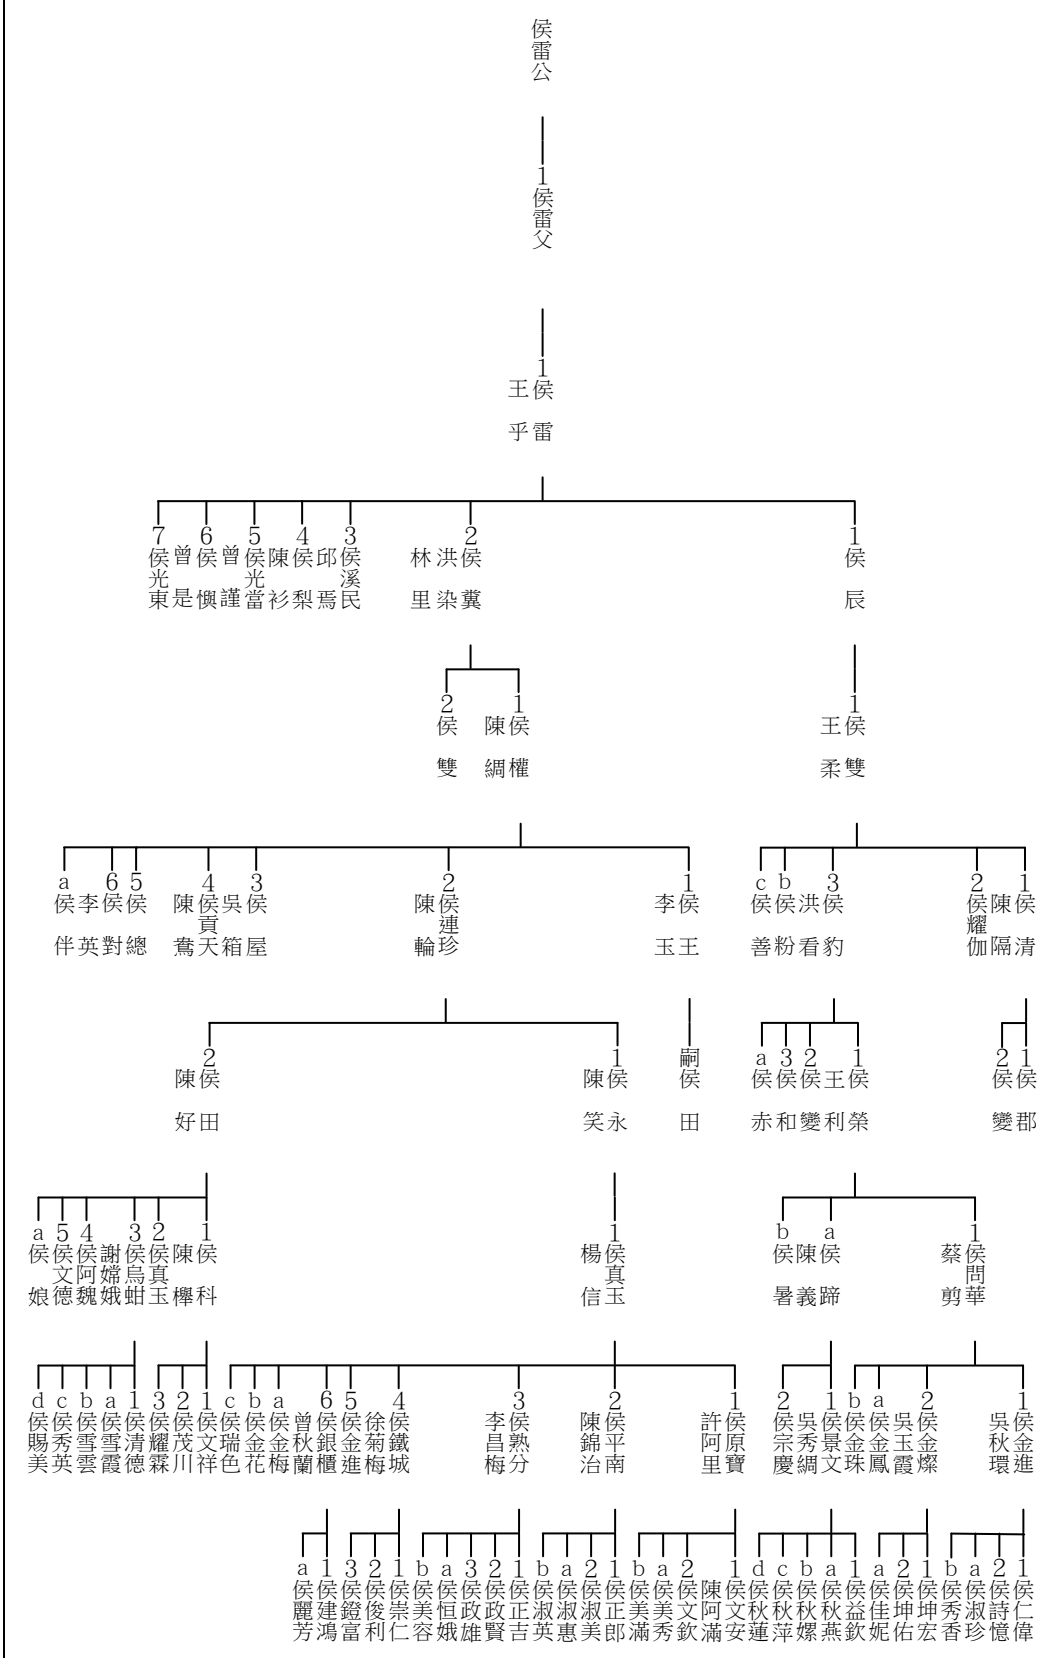 侯雷公
1侯雷父
1侯雷
王乎
1侯辰
2侯糞
洪染
林里
3侯溪民
邱焉
4侯梨
陳衫
5侯光當
曾謹
6侯懊
曾是
7侯光東
1侯雙
王柔
1侯權
陳綢
2侯雙
1侯清
陳隔
2侯耀伽
3侯豹
洪看
b侯粉
c侯善
1侯王
李玉
2侯連珍
陳輪
3侯屋
吳箱
4侯貢天
陳鴦
5侯總
6侯對
李英
a侯伴
1侯郡
2侯變
1侯榮
王利
2侯變
3侯和
a侯赤
嗣侯田
1侯永
陳笑
2侯田
陳好
1侯問華
蔡剪
a侯蹄
陳義
b侯暑
1侯真玉
楊信
1侯科
陳櫸
2侯真玉
3侯烏蚶
謝嫦娥
4侯阿魏
5侯文德
a侯娘
1侯金進
吳秋環
2侯金燦
吳玉霞
a侯金鳳
b侯金珠
1侯景文
吳秀綢
2侯宗慶
1侯原寶
許阿里
2侯平南
陳錦治
3侯熟分
李昌梅
4侯鐵城
徐菊梅
5侯金進
6侯銀櫃
曾秋蘭
a侯金梅
b侯金花
c侯瑞色
1侯文祥
2侯茂川
3侯耀霖
1侯清德
a侯雪霞
b侯雪雲
c侯秀英
d侯賜美
1侯仁偉
2侯詩憶
a侯淑珍
b侯秀香
1侯坤宏
2侯坤佑
a侯佳妮
1侯益欽
a侯秋燕
b侯秋嫘
c侯秋萍
d侯秋蓮
1侯文安
陳阿滿
2侯文欽
a侯美秀
b侯美滿
1侯正郎
2侯淑美
a侯淑惠
b侯淑英
1侯正吉
2侯政賢
3侯政雄
a侯恒娥
b侯美容
1侯崇仁
2侯俊利
3侯鐙富
1侯建鴻
a侯麗芳